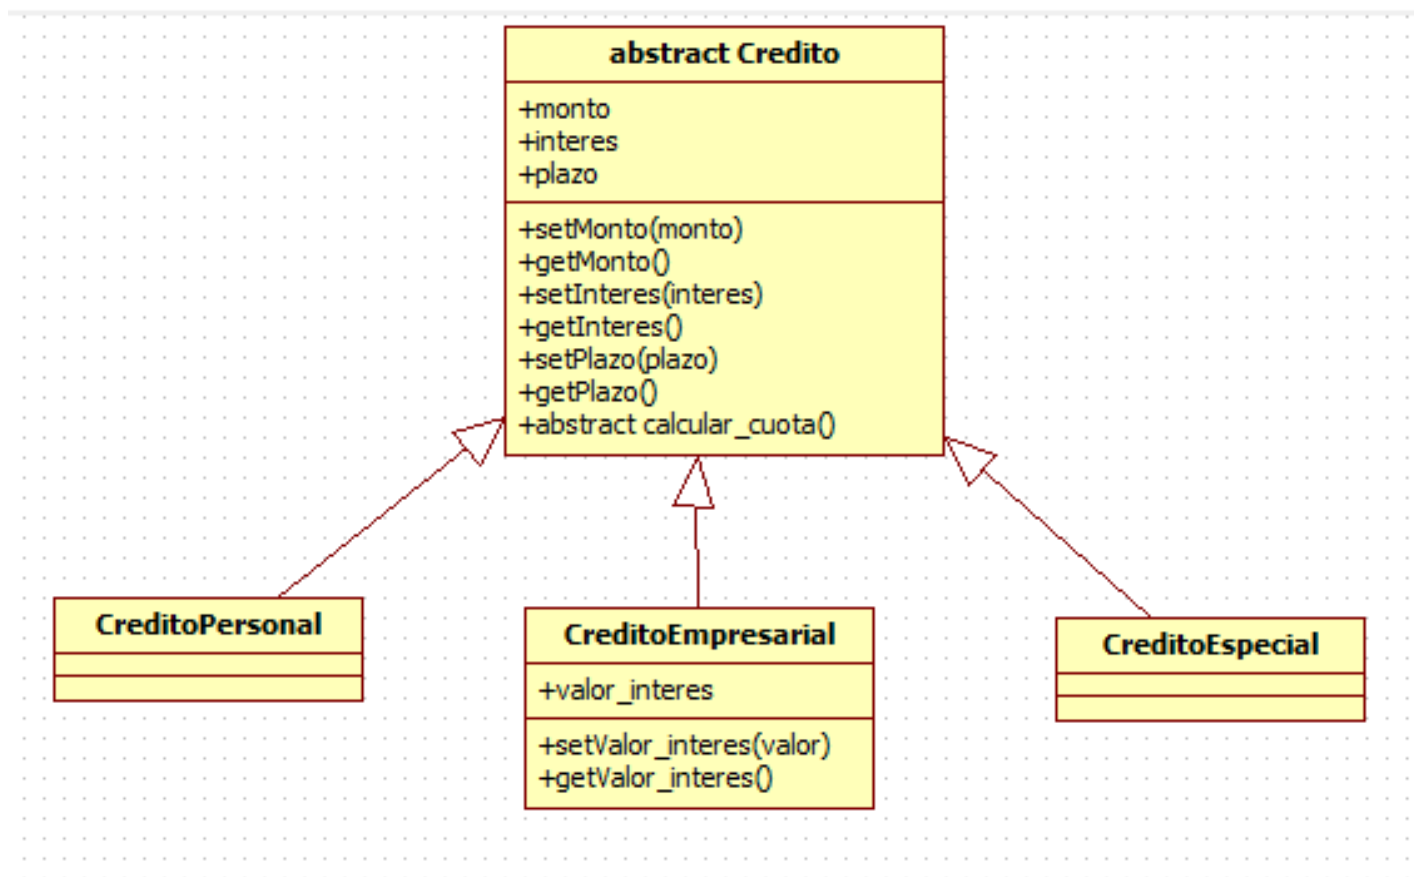 abstract Credito
+monto
+interes
+plazo
+setMonto(monto)
+getMonto()
+setInteres(interes)
+getInteres()
+setPlazo(plazo)
+getPlazo()
+abstract calcular_cuota()
CreditoPersonal
CreditoEmpresarial
+valor_interes
+setValor_interes(valor)
+getValor_interes()
CreditoEspecial